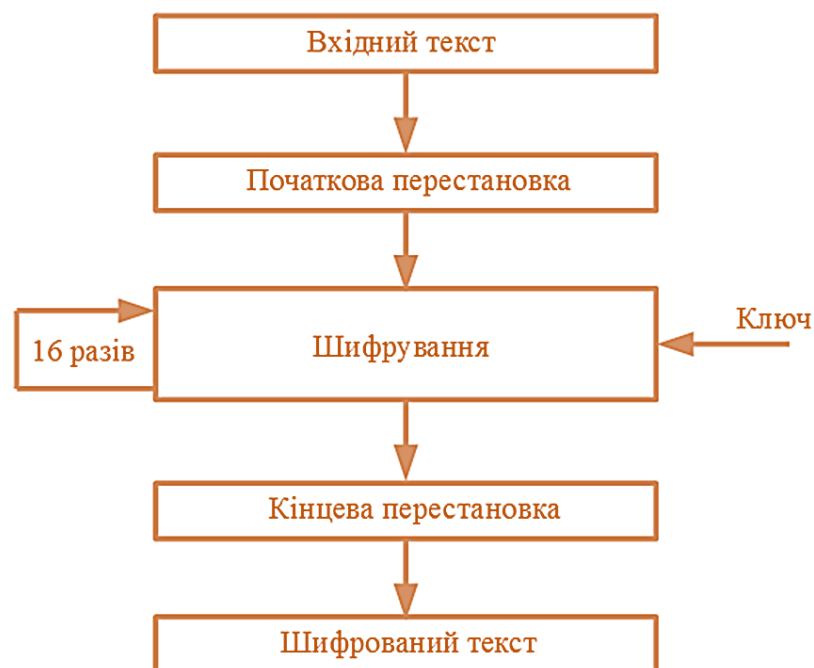 Вхідний текст
Початкова перестановка
Ключ
16 разів
Шифрування
Кінцева перестановка
Шифрований текст